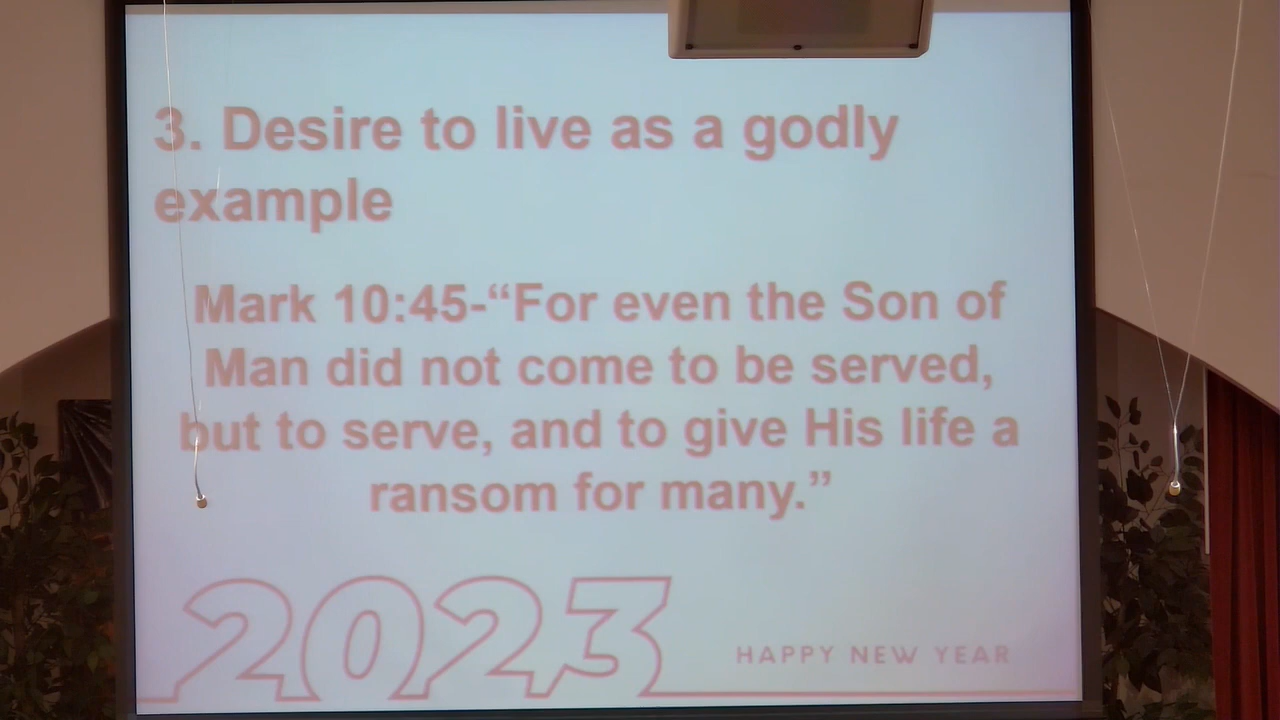 3. Desire to live as a godly
example
Mark 10:45-“For even the Son of
Man did not come to be served,
but to serve, and to give His life a
ransom for many.”
2023
HAPPY NEW YEAR